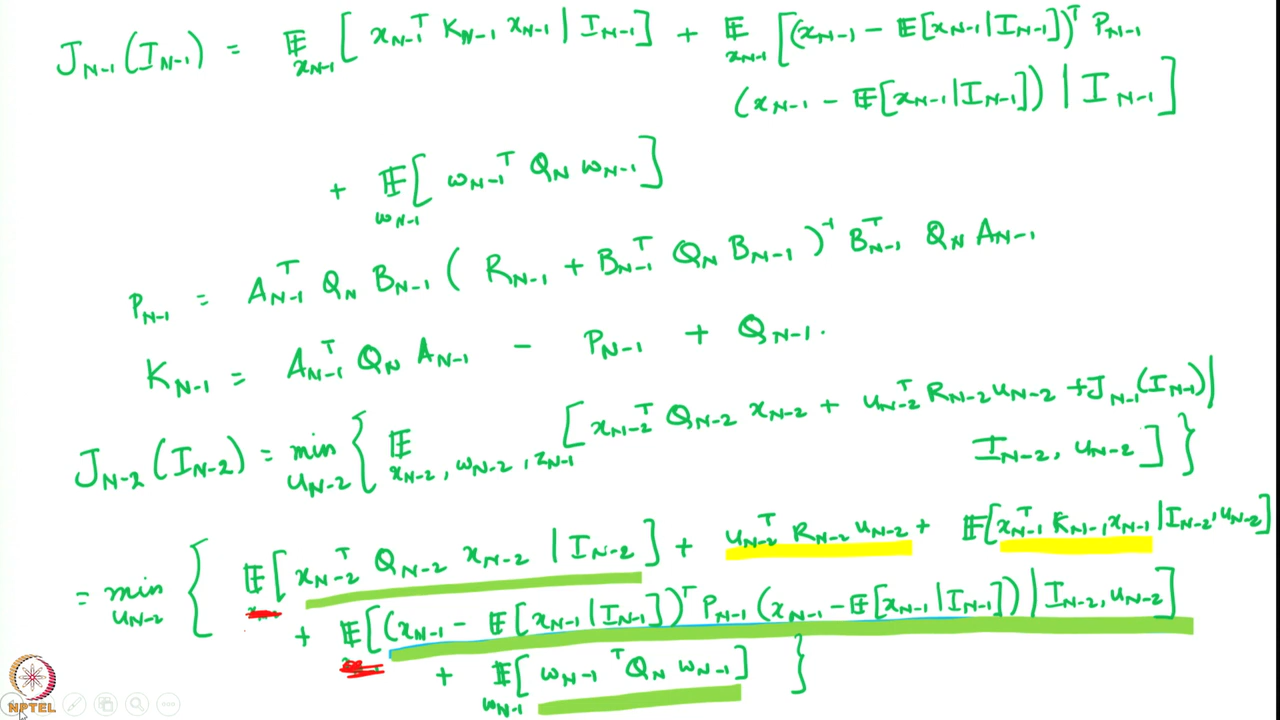 J_{N-1}(I_{N-1}) = 𝔼_{x_{N-1}} [ x_{N-1}^T K_{N-1} x_{N-1} | I_{N-1} ] + 𝔼_{x_{N-1}} [ (x_{N-1} - 𝔼[x_{N-1} | I_{N-1}])^T P_{N-1}
(x_{N-1} - 𝔼[x_{N-1} | I_{N-1}]) | I_{N-1} ]
+ 𝔼_{w_{N-1}} [ w_{N-1}^T Q_N w_{N-1} ]
P_{N-1} = A_{N-1}^T Q_N B_{N-1} ( R_{N-1} + B_{N-1}^T Q_N B_{N-1} )^{-1} B_{N-1}^T Q_N A_{N-1}.
K_{N-1} = A_{N-1}^T Q_N A_{N-1} - P_{N-1} + Q_{N-1}.
J_{N-2}(I_{N-2}) = min_{u_{N-2}} { 𝔼_{x_{N-2}, w_{N-2}, z_{N-1}} [ x_{N-2}^T Q_{N-2} x_{N-2} + u_{N-2}^T R_{N-2} u_{N-2} + J_{N-1}(I_{N-1}) |
I_{N-2}, u_{N-2} ] }
= min_{u_{N-2}} { 𝔼[ x_{N-2}^T Q_{N-2} x_{N-2} | I_{N-2} ] + u_{N-2}^T R_{N-2} u_{N-2} + 𝔼[ x_{N-1}^T K_{N-1} x_{N-1} | I_{N-2}, u_{N-2} ]
+ 𝔼[ (x_{N-1} - 𝔼[x_{N-1} | I_{N-1}])^T P_{N-1} (x_{N-1} - 𝔼[x_{N-1} | I_{N-1}]) | I_{N-2}, u_{N-2} ]
+ 𝔼_{w_{N-1}} [ w_{N-1}^T Q_N w_{N-1} ] }
NPTEL